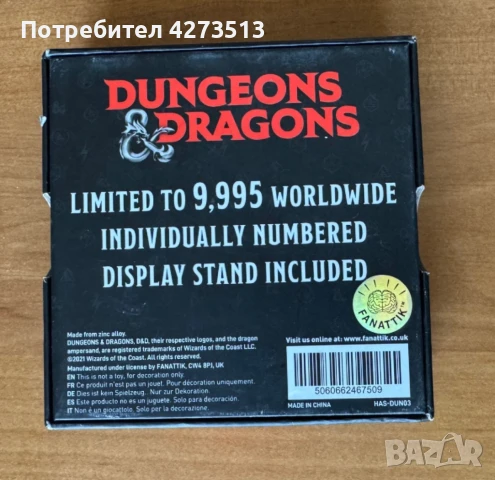 Потребител 4273513
DUNGEONS
& DRAGONS
LIMITED TO 9,995 WORLDWIDE
INDIVIDUALLY NUMBERED
DISPLAY STAND INCLUDED
FANATTIK
Made from zinc alloy.
DUNGEONS & DRAGONS, D&D, their respective logos, and the dragon
ampersand, are registered trademarks of Wizards of the Coast LLC.
©2021 Wizards of the Coast. All rights reserved.
Manufactured under license by FANATTIK, CW4 8PJ, UK
EN This is not a toy, for decoration only.
FR Ce produit n'est pas un jouet. Pour décoration uniquement.
DE Dies ist kein Spielzeug. Nur zur Dekoration.
ES Este producto no es un juguete. Solo para decoración.
IT Non è un giocattolo. Solo per la decorazione.
Visit us online at: www.fanattik.co.uk
5060662467509
MADE IN CHINA HAS-DUN03
BAZAR